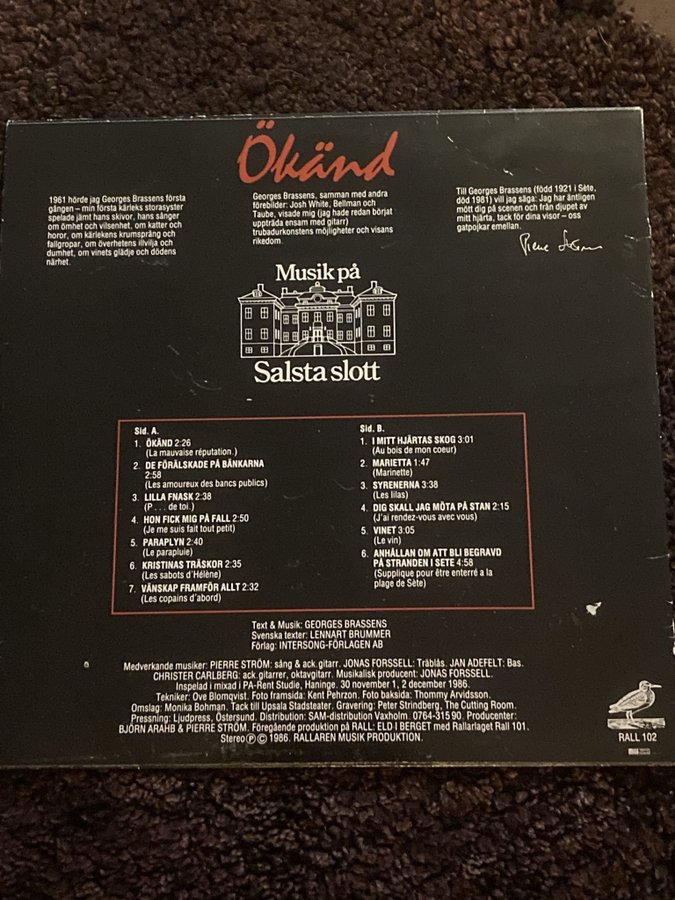 Ökänd
1961 hörde jag Georges Brassens första
gången – min första kärleks storasyster
spelade jämt hans skivor, hans sånger
om ömhet och vilsenhet, om katter och
horor, om kärlekens krumsprång och
fallgropar, om överhetens illvilja och
dumhet, om vinets glädje och dödens
närhet.
Georges Brassens, samman med andra
förebilder: Josh White, Bellman och
Taube, visade mig (jag hade redan börjat
uppträda ensam med gitarr)
trubadurkonstens möjligheter och visans
rikedom.
Till Georges Brassens (född 1921 i Sète,
död 1981) vill jag säga: Jag har äntligen
mött dig på scenen och från djupet av
mitt hjärta, tack för dina visor – oss
gatpojkar emellan.
Pierre Ström
Musik på
Salsta slott
Sid. A.
1. ÖKÄND 2:26
(La mauvaise réputation.)
2. DE FÖRÄLSKADE PÅ BÄNKARNA
2:58
(Les amoureux des bancs publics)
3. LILLA FNASK 2:38
(P . . . de toi.)
4. HON FICK MIG PÅ FALL 2:50
(Je me suis fait tout petit)
5. PARAPLYN 2:40
(Le parapluie)
6. KRISTINAS TRÄSKOR 2:35
(Les sabots d'Hélène)
7. VÄNSKAP FRAMFÖR ALLT 2:32
(Les copains d'abord)
Sid. B.
1. I MITT HJÄRTAS SKOG 3:01
(Au bois de mon coeur)
2. MARIETTA 1:47
(Marinette)
3. SYRENERNA 3:38
(Les lilas)
4. DIG SKALL JAG MÖTA PÅ STAN 2:15
(J'ai rendez-vous avec vous)
5. VINET 3:05
(Le vin)
6. ANHÅLLAN OM ATT BLI BEGRAVD
PÅ STRANDEN I SETE 4:58
(Supplique pour être enterré a la
plage de Sète)
Text & Musik: GEORGES BRASSENS
Svenska texter: LENNART BRUMMER
Förlag: INTERSONG-FÖRLAGEN AB
Medverkande musiker: PIERRE STRÖM: sång & ack.gitarr. JONAS FORSSELL: Träblås. JAN ADEFELT: Bas.
CHRISTER CARLBERG: ack.gitarrer, oktavgitarr. Musikalisk producent: JONAS FORSELL.
Inspelad i mixad i PA-Rent Studie, Haninge. 30 november 1, 2 december 1986.
Tekniker: Ove Blomqvist. Foto framsida: Kent Pehrzon. Foto baksida: Thommy Arvidsson.
Omslag: Monika Bohman. Tack till Upsala Stadsteater. Gravering: Peter Strindberg, The Cutting Room.
Pressning: Ljudpress, Östersund. Distribution: SAM-distribution Vaxholm. 0764-315 90. Producenter:
BJÖRN ARAHB & PIERRE STRÖM. Föregående produktion på RALL: ELD I BERGET med Rallarlaget Rall 101.
Stereo Ⓟ © 1986. RALLAREN MUSIK PRODUKTION.
RALL 102